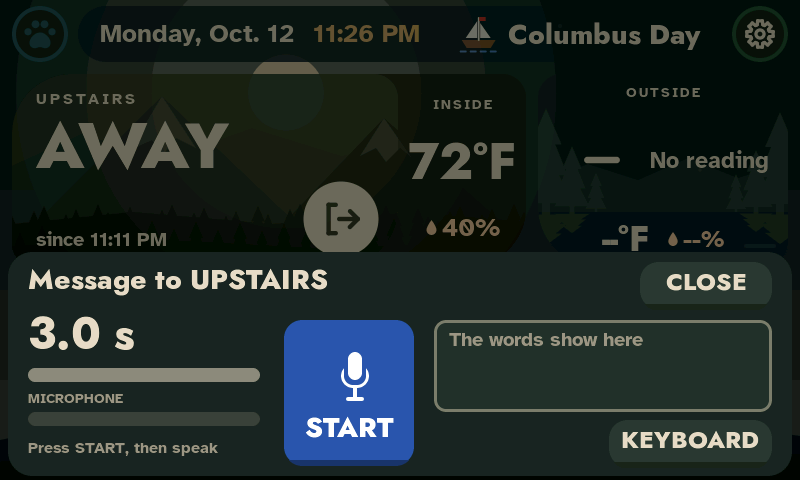 Monday, Oct. 12 11:26 PM Columbus Day
UPSTAIRS
AWAY
since 11:11 PM
INSIDE
72°F
40%
OUTSIDE
No reading
--°F --%
Message to UPSTAIRS
CLOSE
3.0 s
MICROPHONE
Press START, then speak
START
The words show here
KEYBOARD